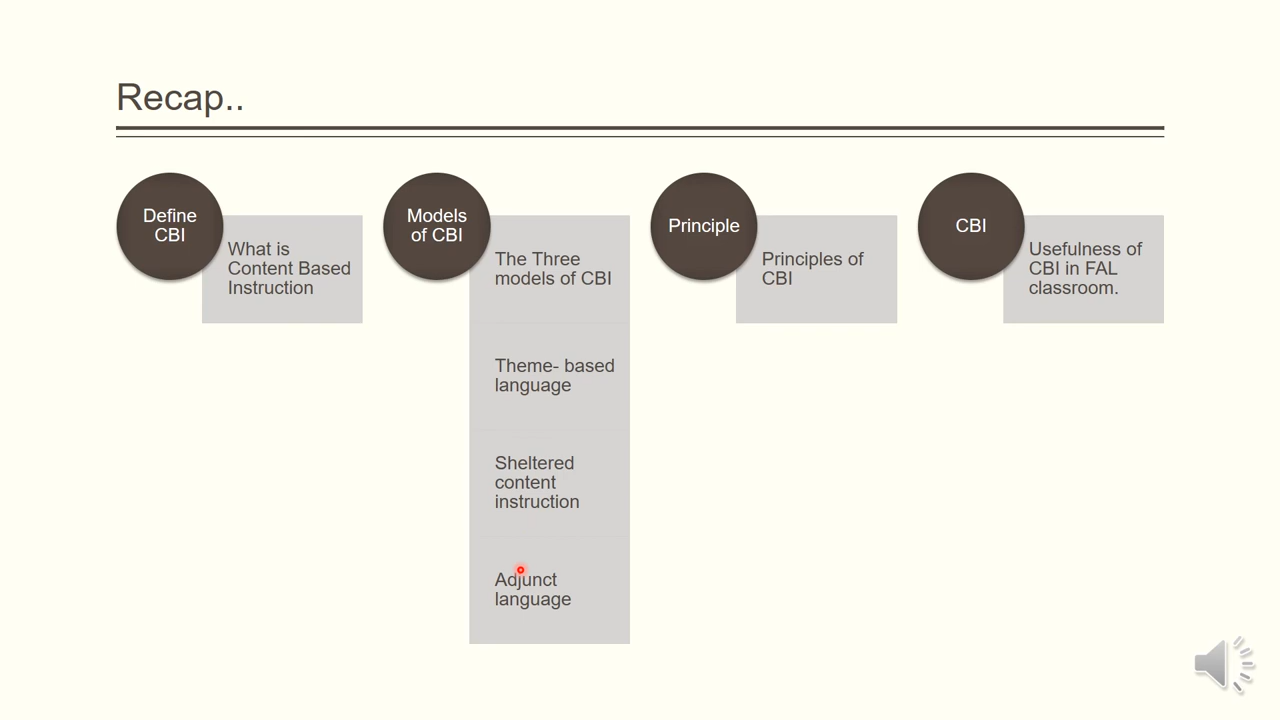 Recap..
Define
CBI
What is
Content Based
Instruction
Models
of CBI
The Three
models of CBI
Theme- based
language
Sheltered
content
instruction
Adjunct
language
Principle
Principles of
CBI
CBI
Usefulness of
CBI in FAL
classroom.